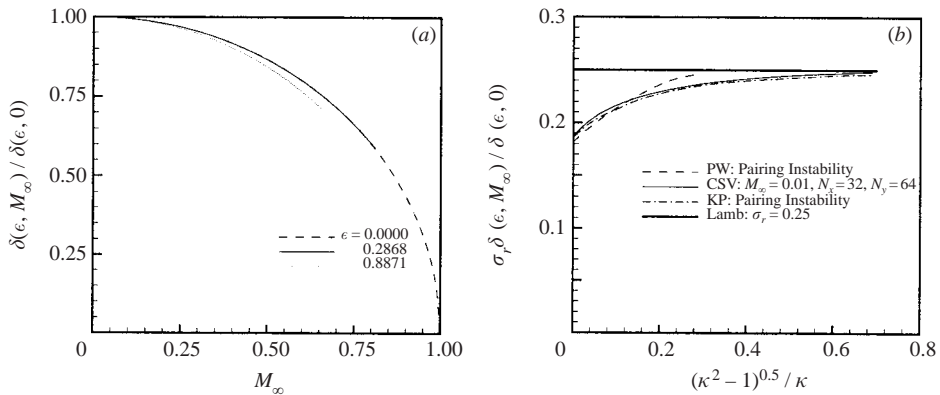 (a)
1.00
0.75
0.50
0.25
δ(ϵ, M∞) / δ(ϵ, 0)
ϵ = 0.0000
0.2868
0.8871
0 0.25 0.50 0.75 1.00
M∞
(b)
0.3
0.2
0.1
σr δ (ϵ, M∞) / δ (ϵ, 0)
PW: Pairing Instability
CSV: M∞ = 0.01, Nx = 32, Ny = 64
KP: Pairing Instability
Lamb: σr = 0.25
0 0.2 0.4 0.6 0.8
(κ² – 1)^0.5 / κ